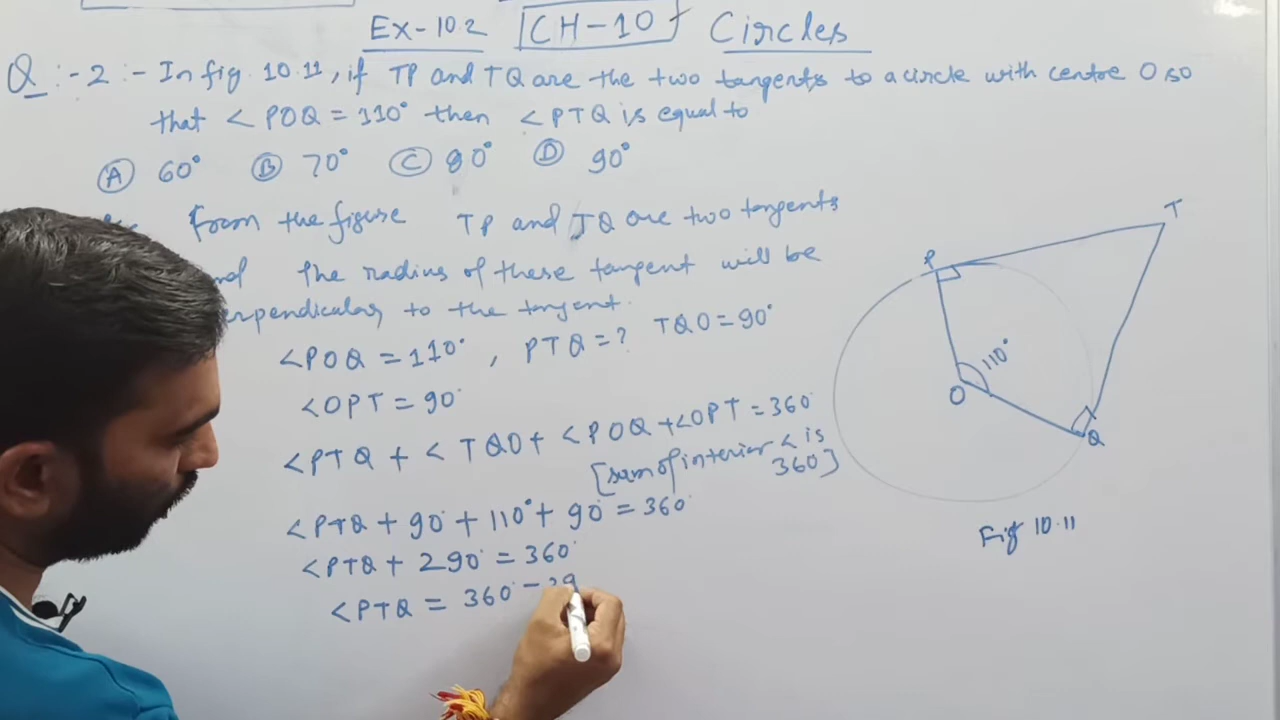 Ex-10.2 CH-10 Circles
Q:-2:- In fig 10.11, if TP and TQ are the two tangents to a circle with centre O so
that ∠POQ = 110° then ∠PTQ is equal to
Ⓐ 60° Ⓑ 70° Ⓒ 80° Ⓓ 90°
from the figure TP and TQ are two tangents
the radius of these tangent will be
to the tangent.
∠POQ = 110°, PTQ = ? TQO = 90°
∠OPT = 90°
∠PTQ + ∠TQO + ∠POQ + ∠OPT = 360°
[sum of interior ∠ is
360°]
∠PTQ + 90° + 110° + 90° = 360°
∠PTQ + 290° = 360°
∠PTQ = 360° - 29
P
T
O
110°
Q
Fig 10.11